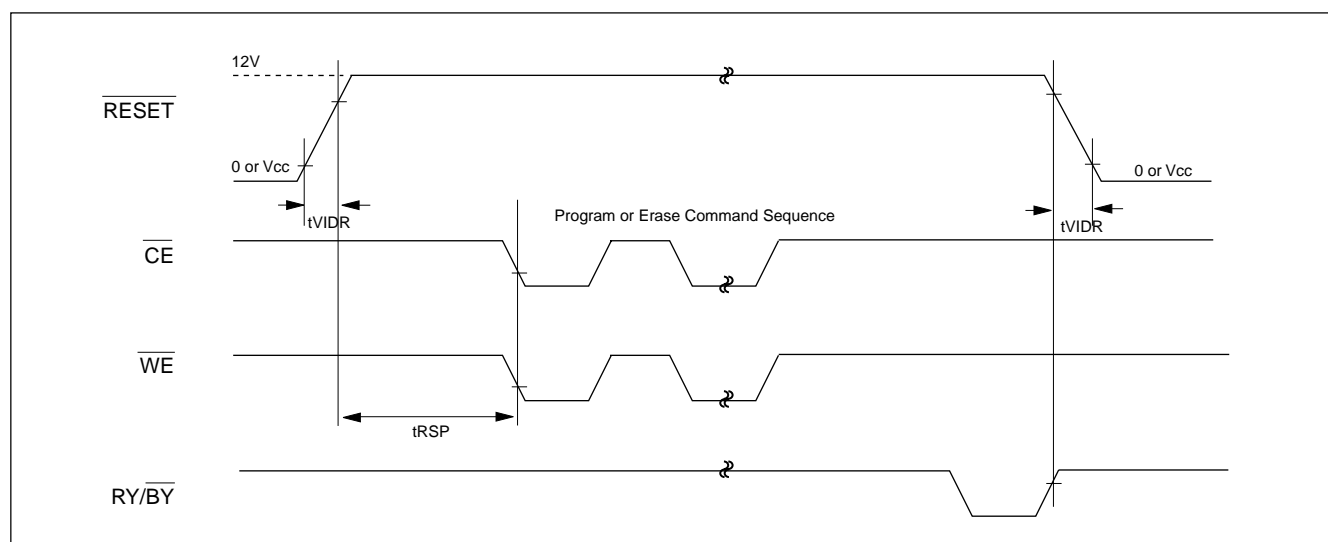 12V
RESET
0 or Vcc
0 or Vcc
tVIDR
Program or Erase Command Sequence
tVIDR
CE
WE
tRSP
RY/BY